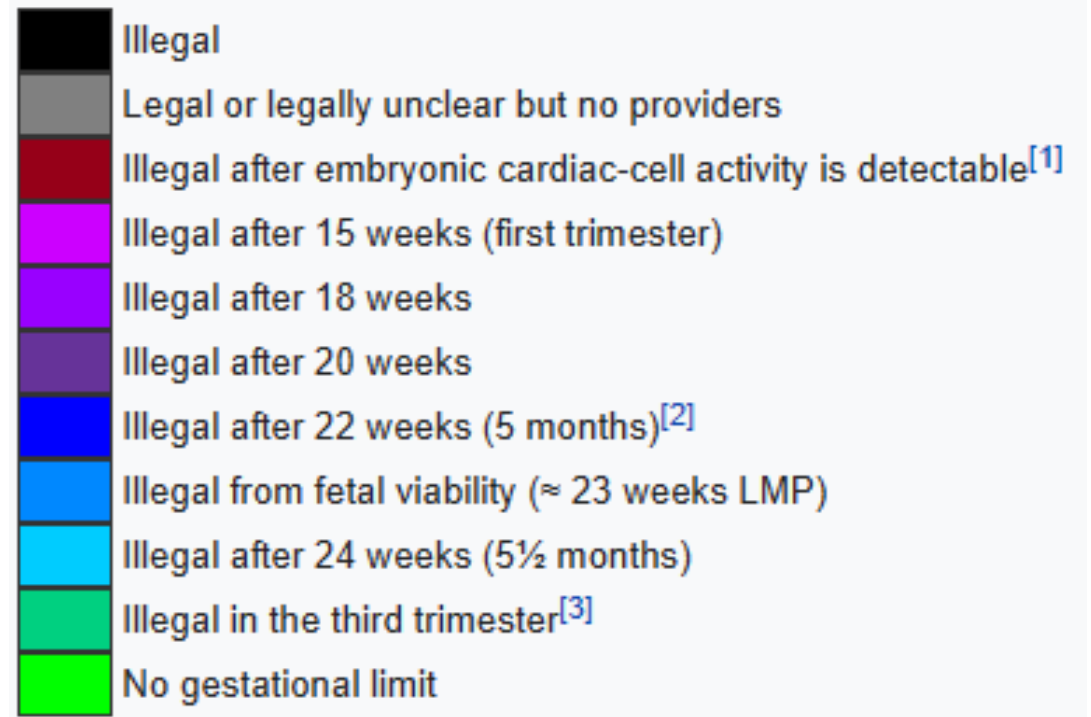 Illegal
Legal or legally unclear but no providers
Illegal after embryonic cardiac-cell activity is detectable[1]
Illegal after 15 weeks (first trimester)
Illegal after 18 weeks
Illegal after 20 weeks
Illegal after 22 weeks (5 months)[2]
Illegal from fetal viability (≈ 23 weeks LMP)
Illegal after 24 weeks (5½ months)
Illegal in the third trimester[3]
No gestational limit